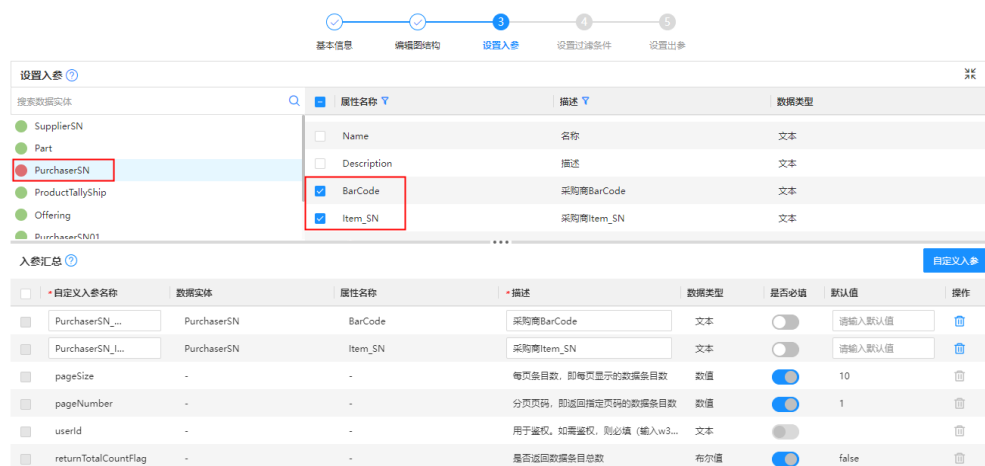 3 4 5
基本信息 编辑图结构 设置入参 设置过滤条件 设置出参
设置入参 ?
搜索数据实体 属性名称 描述 数据类型
SupplierSN
Part
PurchaserSN
ProductTallyShip
Offering
PurchaserSN01
Name 名称 文本
Description 描述 文本
BarCode 采购商BarCode 文本
Item_SN 采购商Item_SN 文本
入参汇总 ? 自定义入参
*自定义入参名称 数据实体 属性名称 *描述 数据类型 是否必填 默认值 操作
PurchaserSN_... PurchaserSN BarCode 采购商BarCode 文本 请输入默认值
PurchaserSN_I... PurchaserSN Item_SN 采购商Item_SN 文本 请输入默认值
pageSize - - 每页条目数，即每页显示的数据条目数 数值 10
pageNumber - - 分页页码，即返回指定页码的数据条目数 数值 1
userId - - 用于鉴权。如需鉴权，则必填（输入w3... 文本
returnTotalCountFlag - - 是否返回数据条目总数 布尔值 false